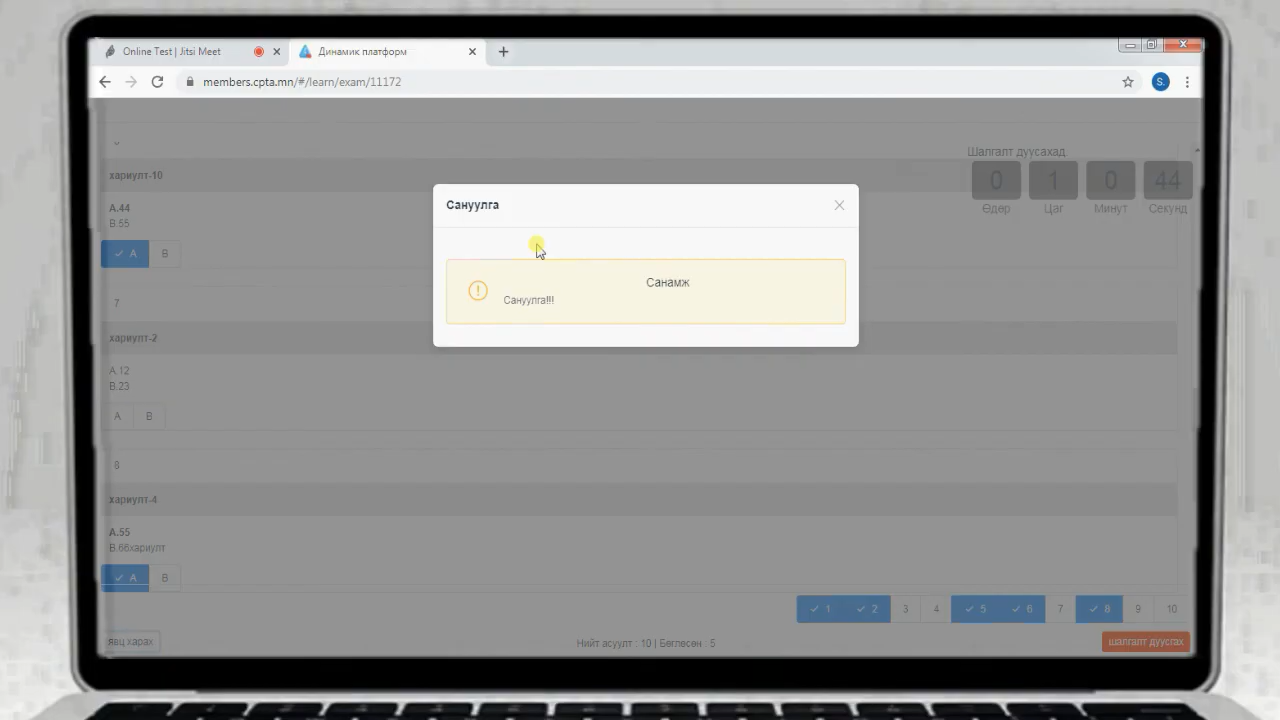 Online Test | Jitsi Meet
Динамик платформ
members.cpta.mn/#/learn/exam/11172
S.
Шалгалт дуусахад
0 1 0 44
Өдөр Цаг Минут Секунд
хариулт-10
A.44
B.55
A B
Сануулга
Санамж
Сануулга!!!
7
хариулт-2
A.12
B.23
A B
8
хариулт-4
A.55
B.66хариулт
A B
1 2 3 4 5 6 7 8 9 10
явц харах
Нийт асуулт : 10 | Бөглөсөн : 5
шалгалт дуусгах